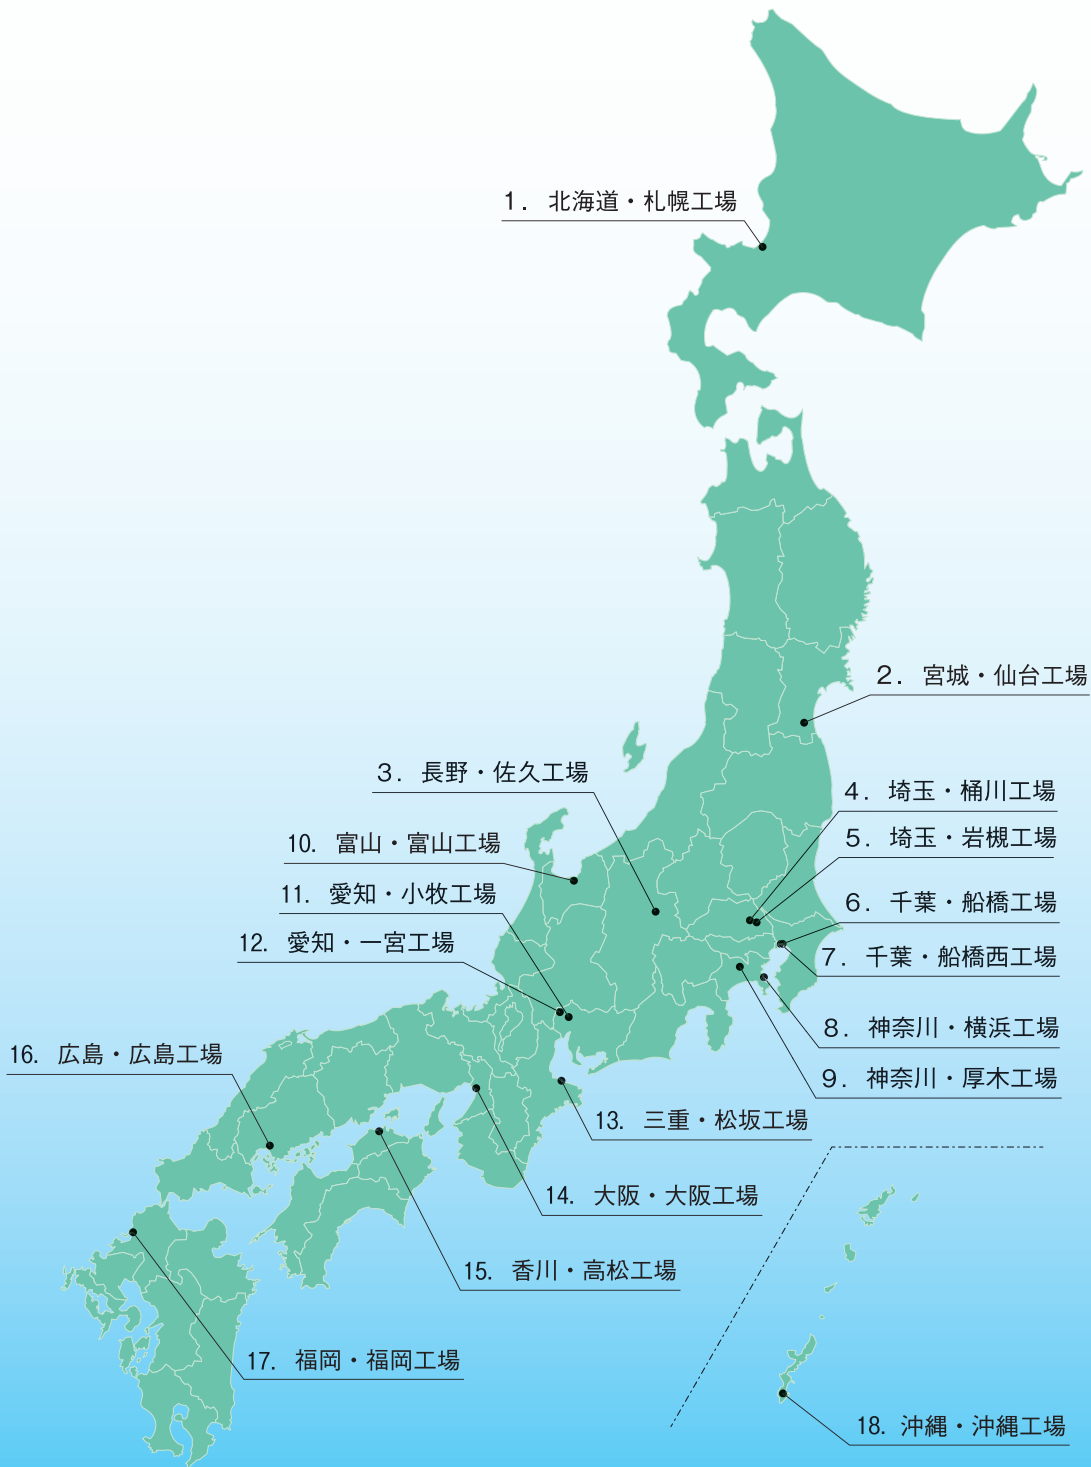 1. 北海道・札幌工場
2. 宮城・仙台工場
3. 長野・佐久工場
4. 埼玉・桶川工場
5. 埼玉・岩槻工場
6. 千葉・船橋工場
7. 千葉・船橋西工場
8. 神奈川・横浜工場
9. 神奈川・厚木工場
10. 富山・富山工場
11. 愛知・小牧工場
12. 愛知・一宮工場
13. 三重・松坂工場
14. 大阪・大阪工場
15. 香川・高松工場
16. 広島・広島工場
17. 福岡・福岡工場
18. 沖縄・沖縄工場